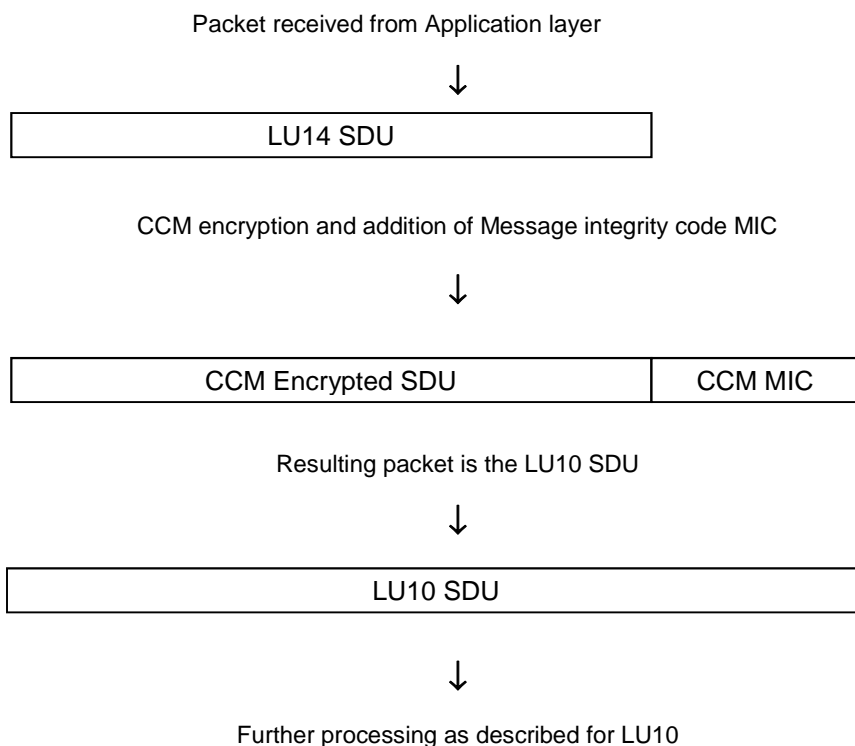 Packet received from Application layer
LU14 SDU
CCM encryption and addition of Message integrity code MIC
CCM Encrypted SDU
CCM MIC
Resulting packet is the LU10 SDU
LU10 SDU
Further processing as described for LU10